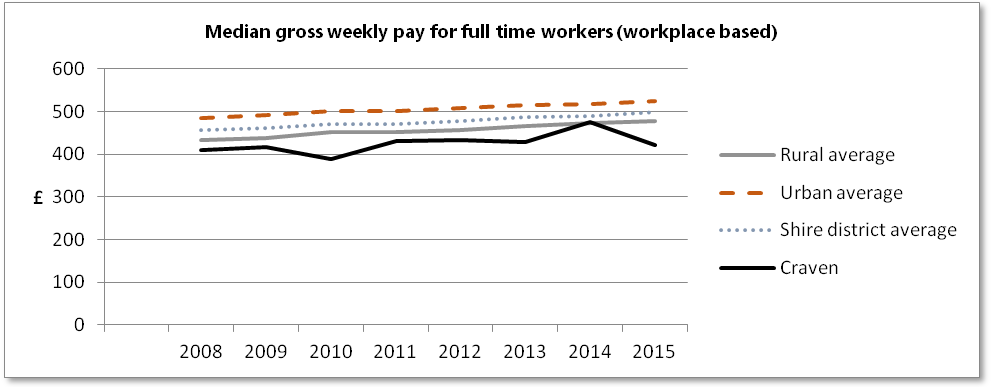 Median gross weekly pay for full time workers (workplace based)
600
500
400
300
200
100
0
£
2008 2009 2010 2011 2012 2013 2014 2015
Rural average
Urban average
Shire district average
Craven